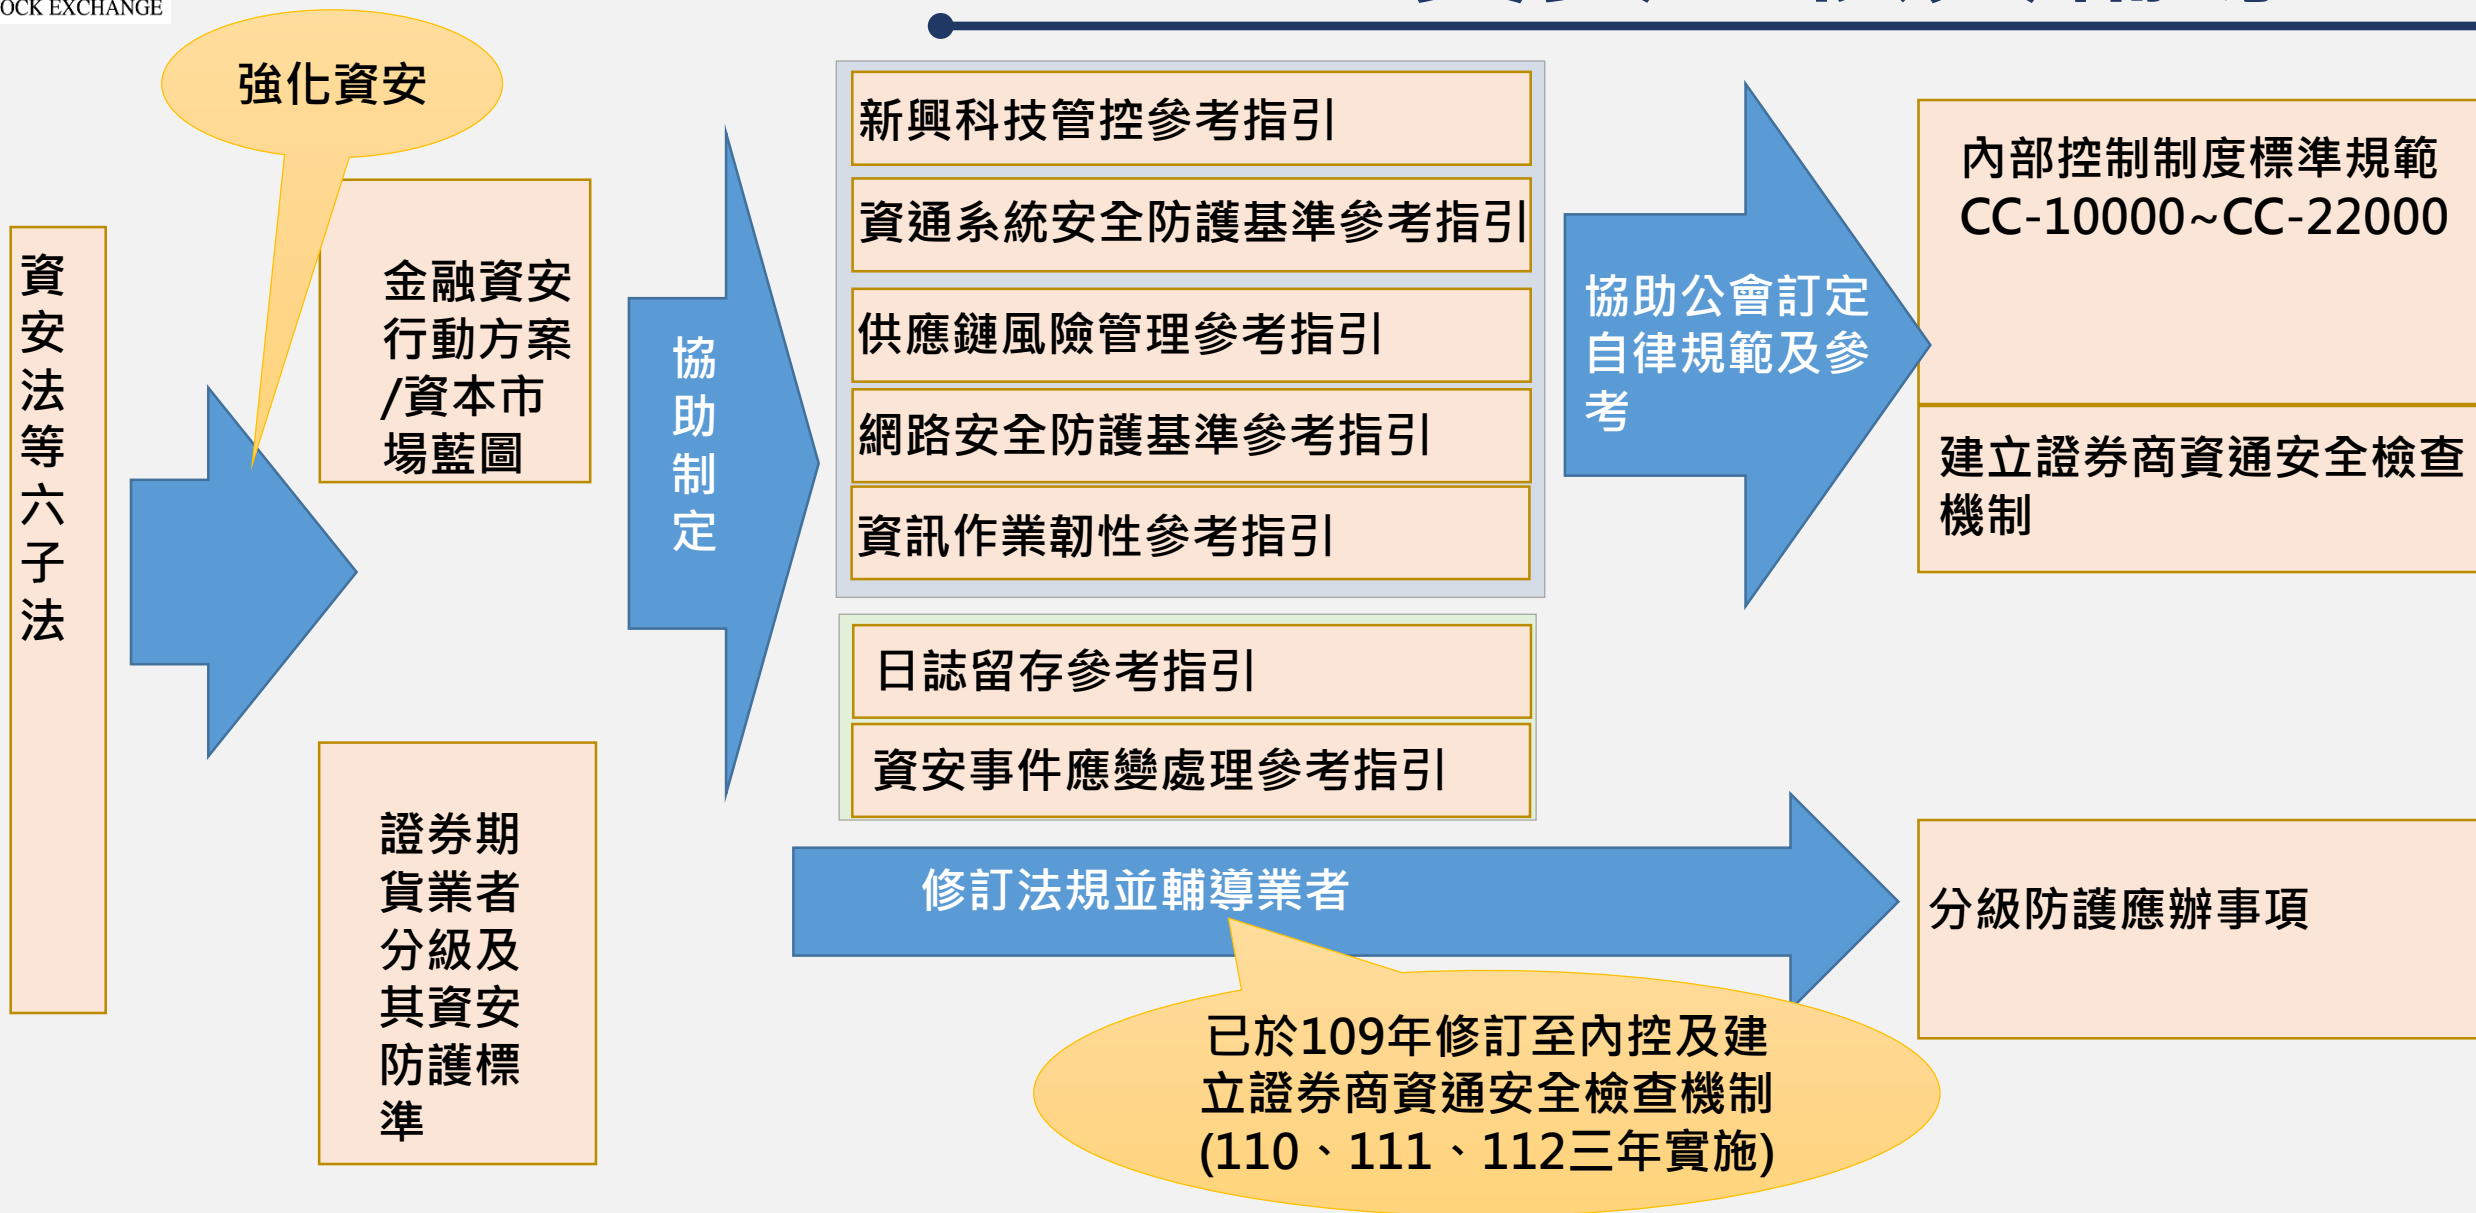 OCK EXCHANGE
強化資安
資安法等六子法
金融資安
行動方案
/資本市
場藍圖
證券期
貨業者
分級及
其資安
防護標
準
協助制定
新興科技管控參考指引
資通系統安全防護基準參考指引
供應鏈風險管理參考指引
網路安全防護基準參考指引
資訊作業韌性參考指引
日誌留存參考指引
資安事件應變處理參考指引
協助公會訂定
自律規範及參
考
內部控制制度標準規範
CC-10000~CC-22000
建立證券商資通安全檢查
機制
修訂法規並輔導業者
分級防護應辦事項
已於109年修訂至內控及建
立證券商資通安全檢查機制
(110、111、112三年實施)